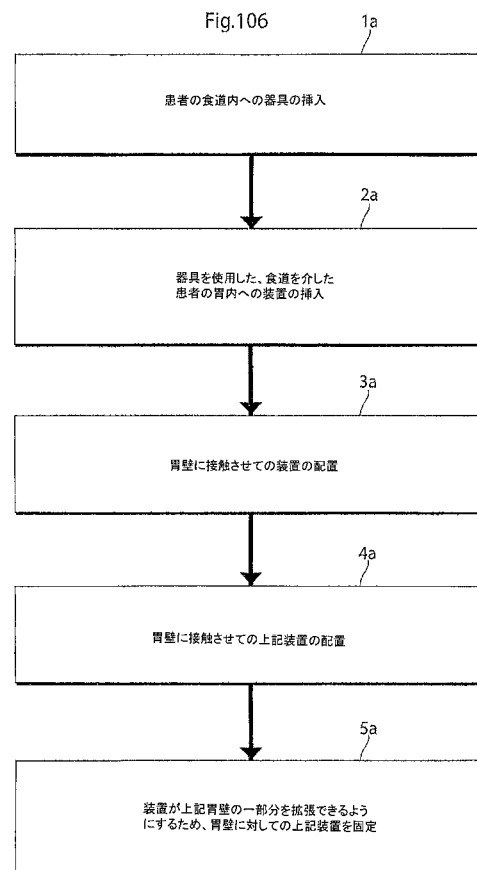 Fig.106
1a
患者の食道内への器具の挿入
2a
器具を使用した、食道を介した
患者の胃内への装置の挿入
3a
胃壁に接触させての装置の配置
4a
胃壁に接触させての上記装置の配置
5a
装置が上記胃壁の一部分を拡張できるよう
にするため、胃壁に対しての上記装置を固定